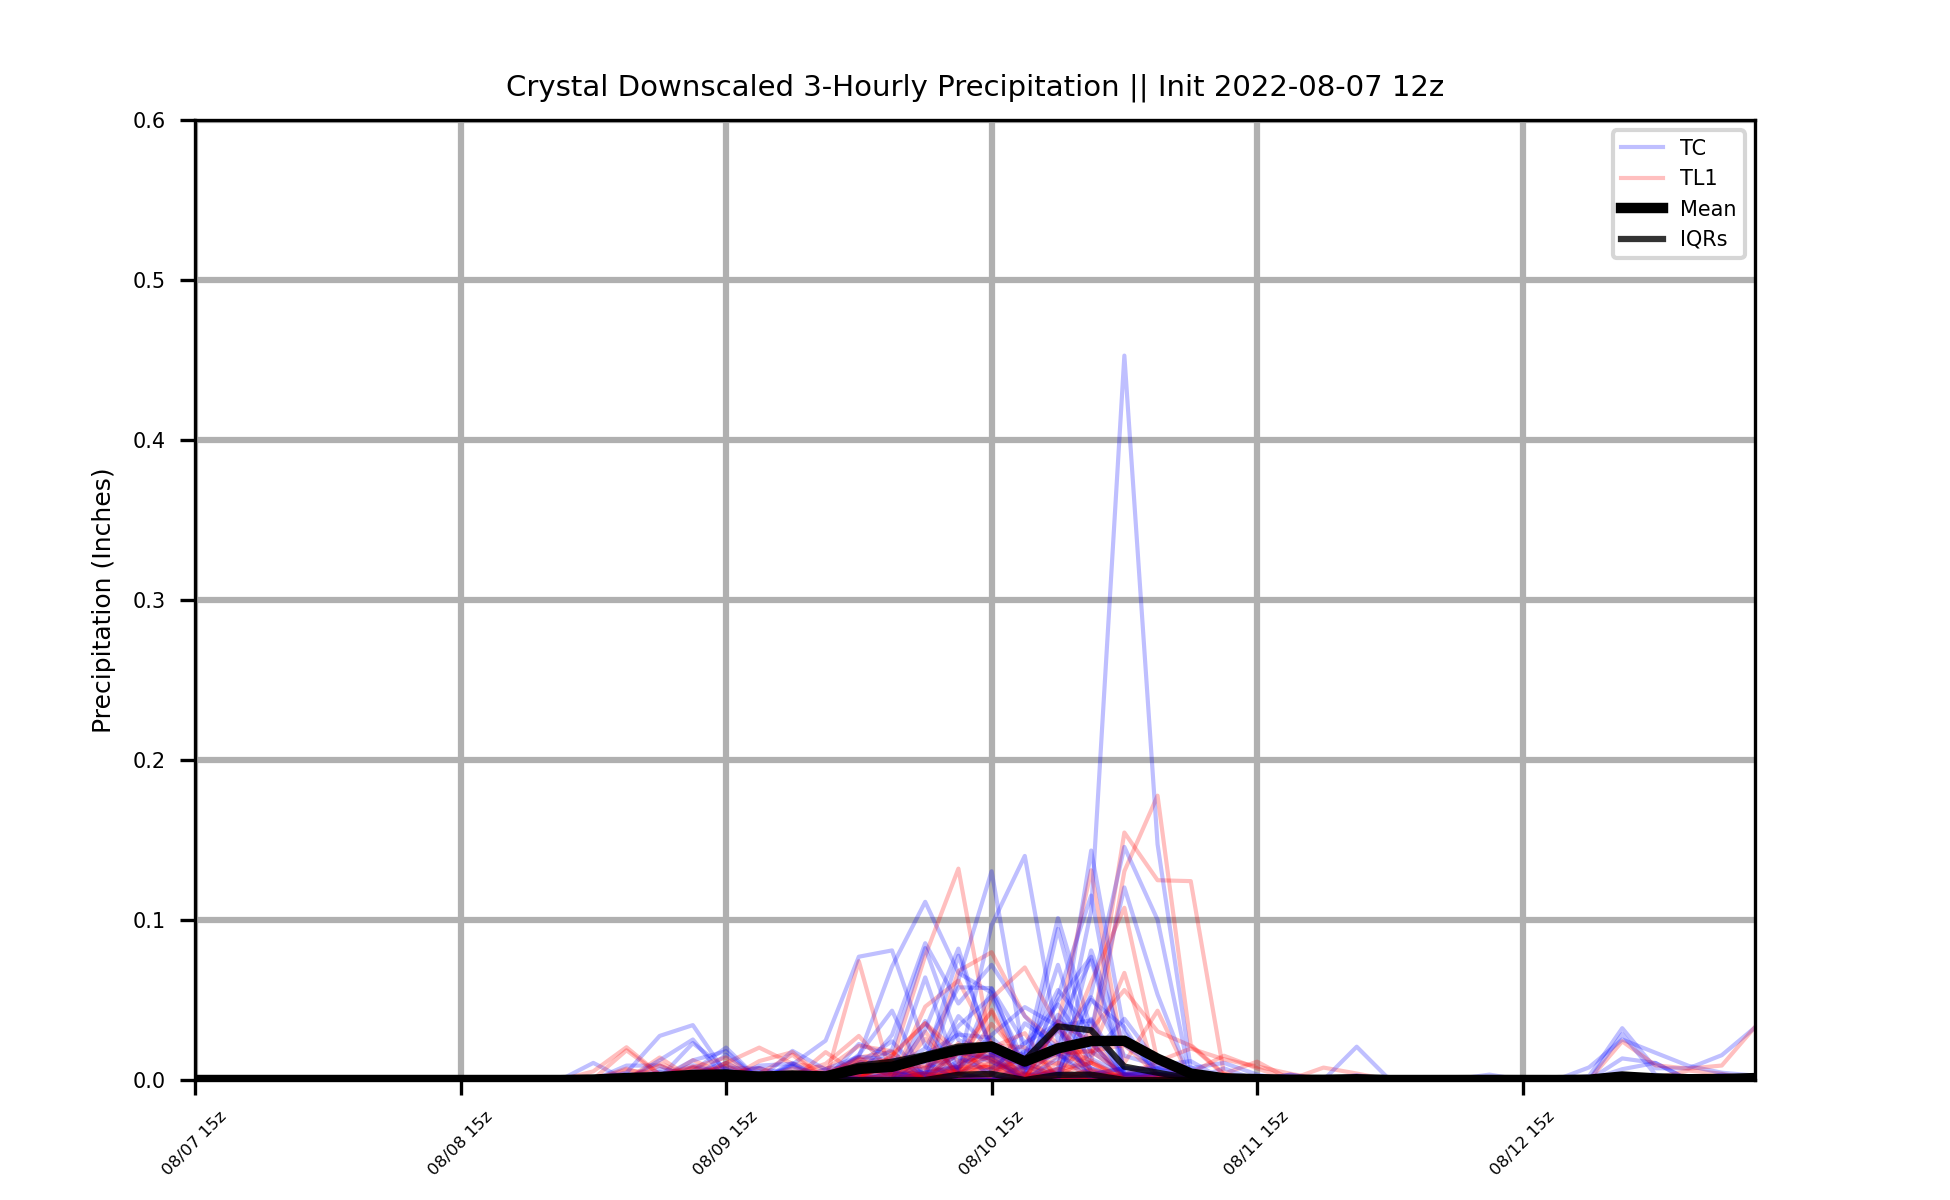 Crystal Downscaled 3-Hourly Precipitation || Init 2022-08-07 12z
TC
TL1
Mean
IQRs
Precipitation (Inches)
0.6
0.5
0.4
0.3
0.2
0.1
0.0
08/07 15z
08/08 15z
08/09 15z
08/10 15z
08/11 15z
08/12 15z